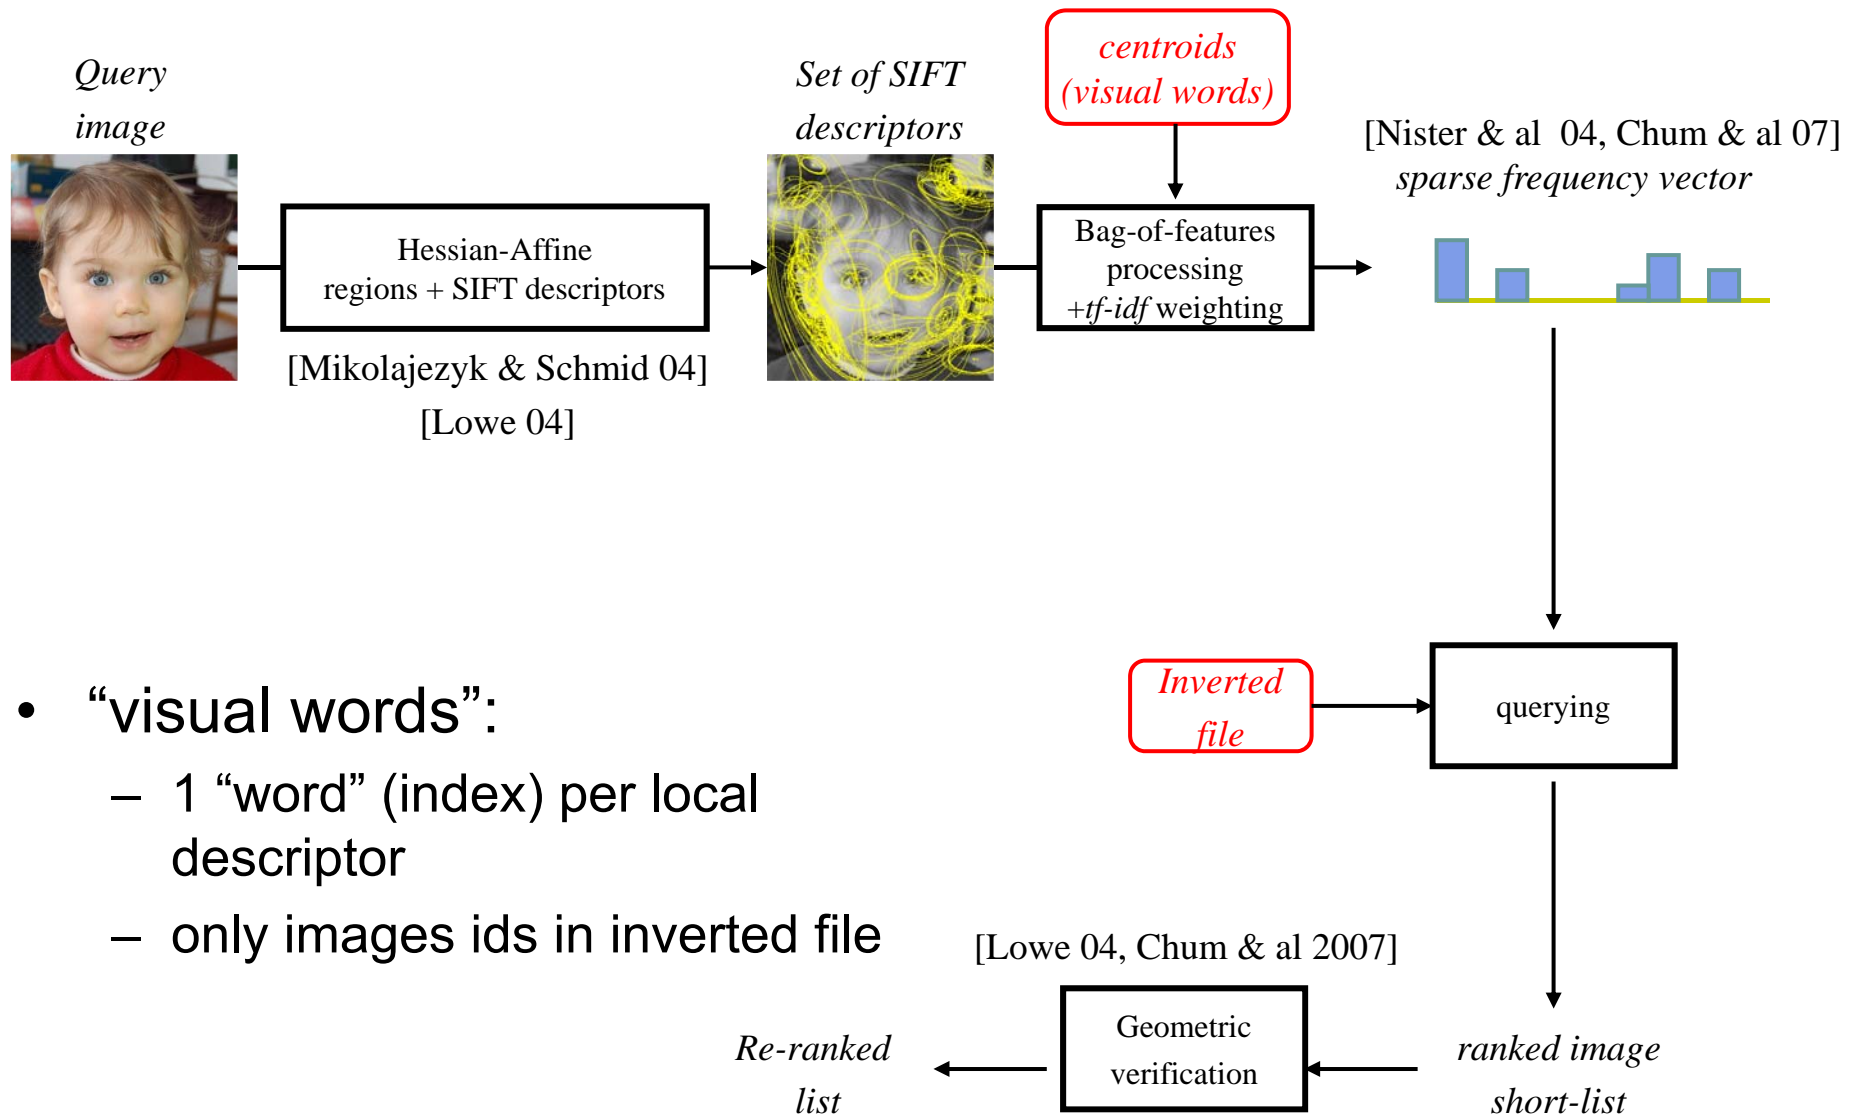 Query
image
Hessian-Affine
regions + SIFT descriptors
[Mikolajezyk & Schmid 04]
[Lowe 04]
Set of SIFT
descriptors
centroids
(visual words)
Bag-of-features
processing
+tf-idf weighting
[Nister & al  04, Chum & al 07]
sparse frequency vector
Inverted
file
querying
• “visual words”:
– 1 “word” (index) per local
descriptor
– only images ids in inverted file
ranked image
short-list
[Lowe 04, Chum & al 2007]
Geometric
verification
Re-ranked
list